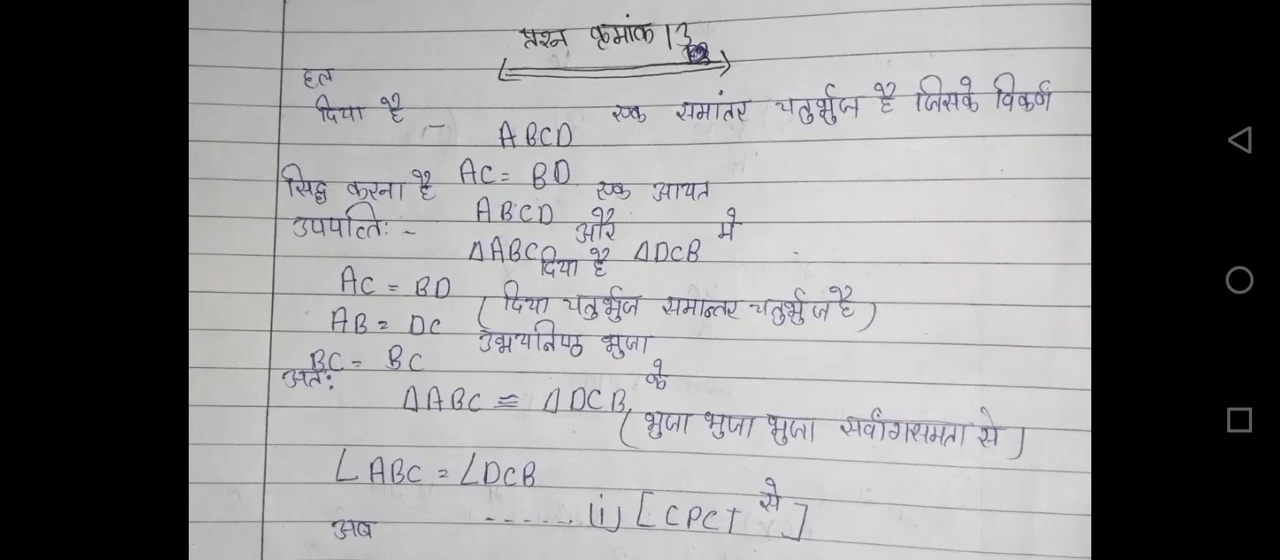 प्रश्न क्रमांक 13
हल
दिया है - ABCD एक समांतर चतुर्भुज है जिसके विकर्ण
AC = BD
सिद्ध करना है ABCD एक आयत
उपपत्ति: - ΔABC और ΔDCB में
AC = BD दिया है
AB = DC (दिया चतुर्भुज समान्तर चतुर्भुज है)
BC = BC उभयनिष्ठ भुजा
अत: ΔABC ≅ ΔDCB के
(भुजा भुजा भुजा सर्वांगसमता से)
∠ABC = ∠DCB
...... (i) [CPCT से]
अब